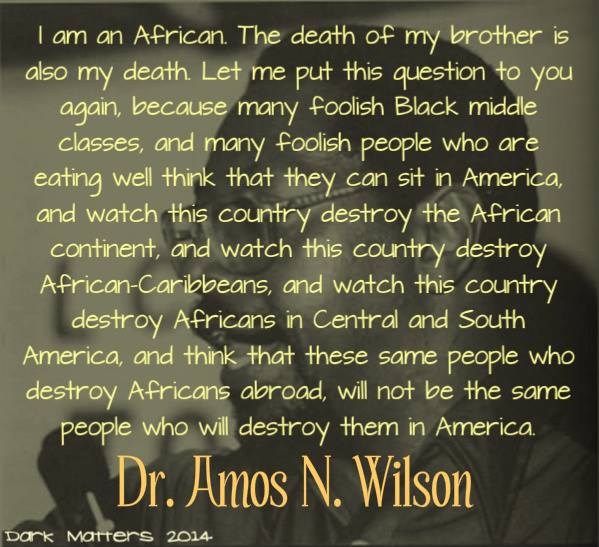 I am an African. The death of my brother is
also my death. Let me put this question to you
again, because many foolish Black middle
classes, and many foolish people who are
eating well think that they can sit in America,
and watch this country destroy the African
continent, and watch this country destroy
African-Caribbeans, and watch this country
destroy Africans in Central and South
America, and think that these same people who
destroy Africans abroad, will not be the same
people who will destroy them in America.
Dr. Amos N. Wilson
Dark Matters 2014